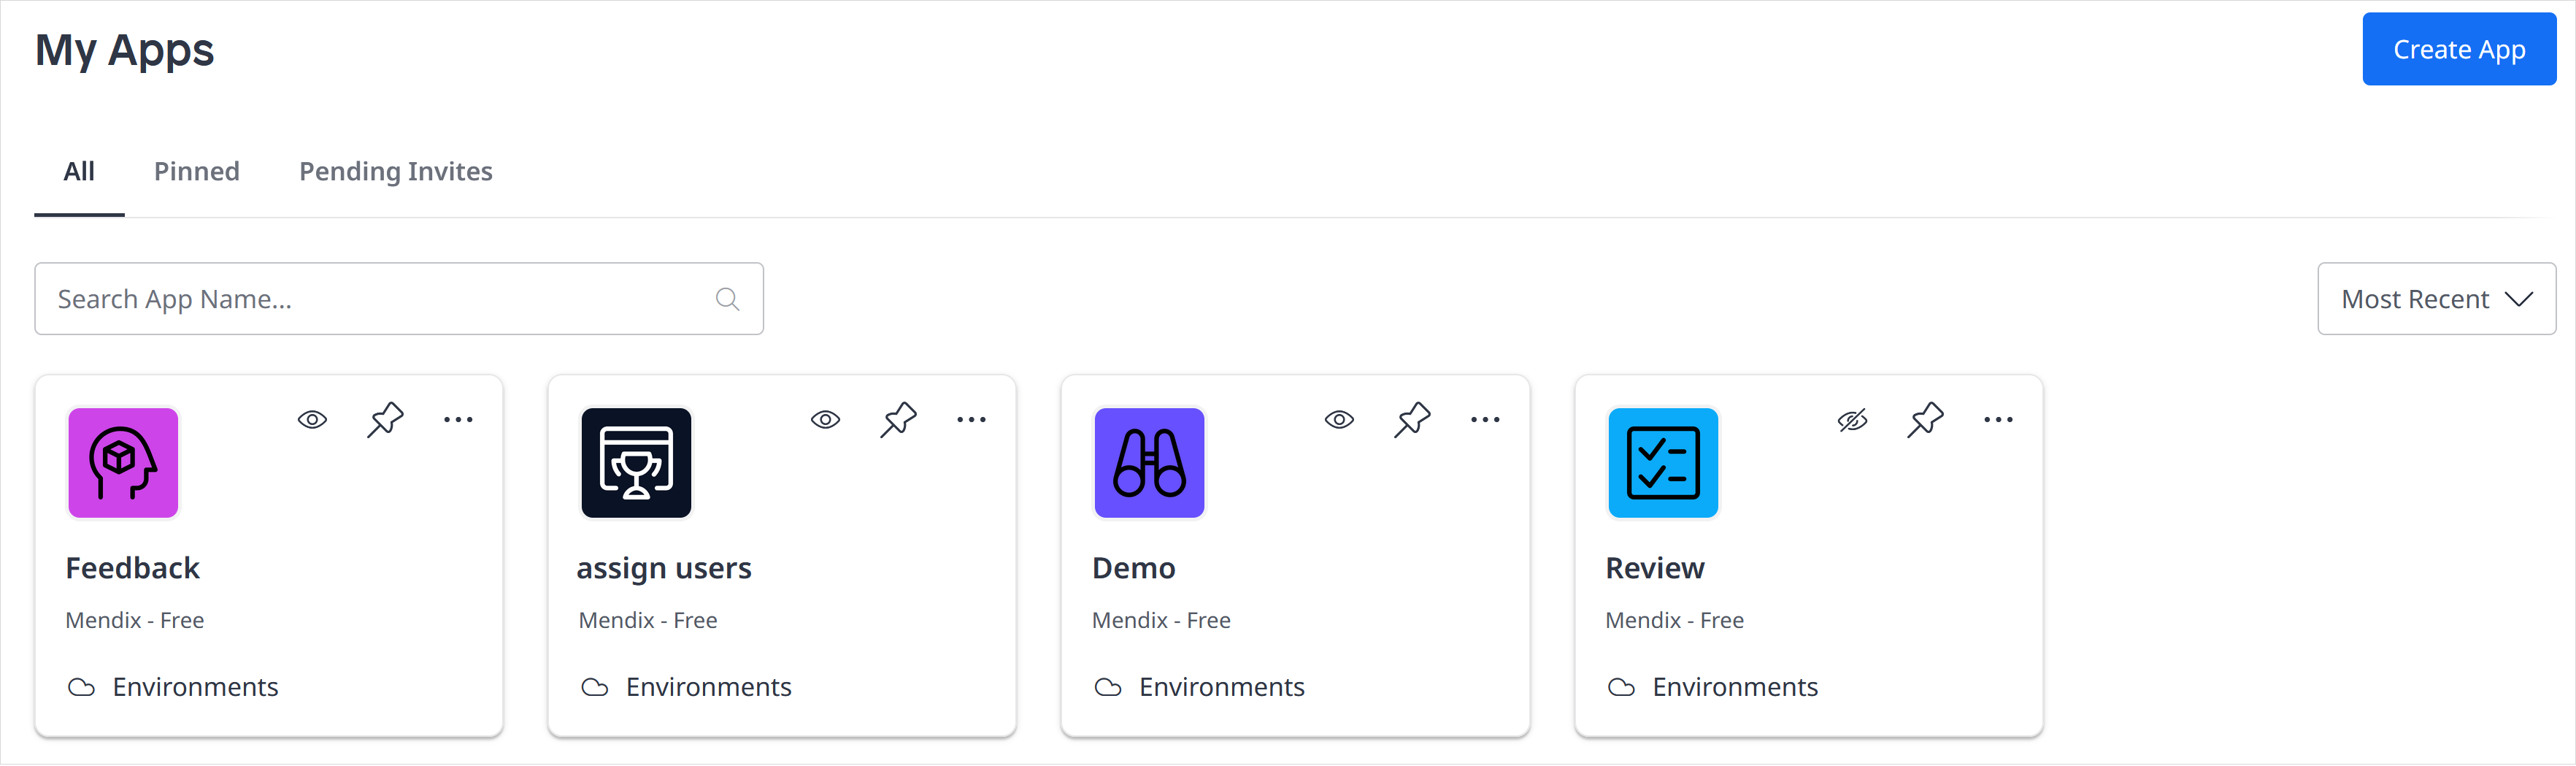 My Apps
Create App
All Pinned Pending Invites
Search App Name...
Most Recent
Feedback
Mendix - Free
Environments
assign users
Mendix - Free
Environments
Demo
Mendix - Free
Environments
Review
Mendix - Free
Environments